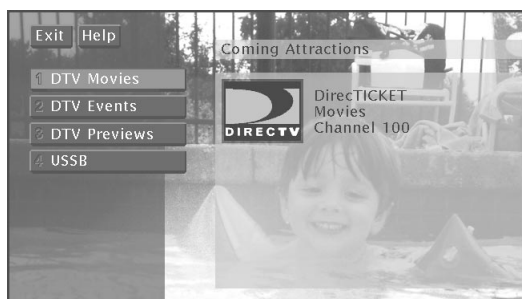 Exit Help
Coming Attractions
1 DTV Movies
2 DTV Events
3 DTV Previews
4 USSB
DIRECTV
DirecTICKET
Movies
Channel 100